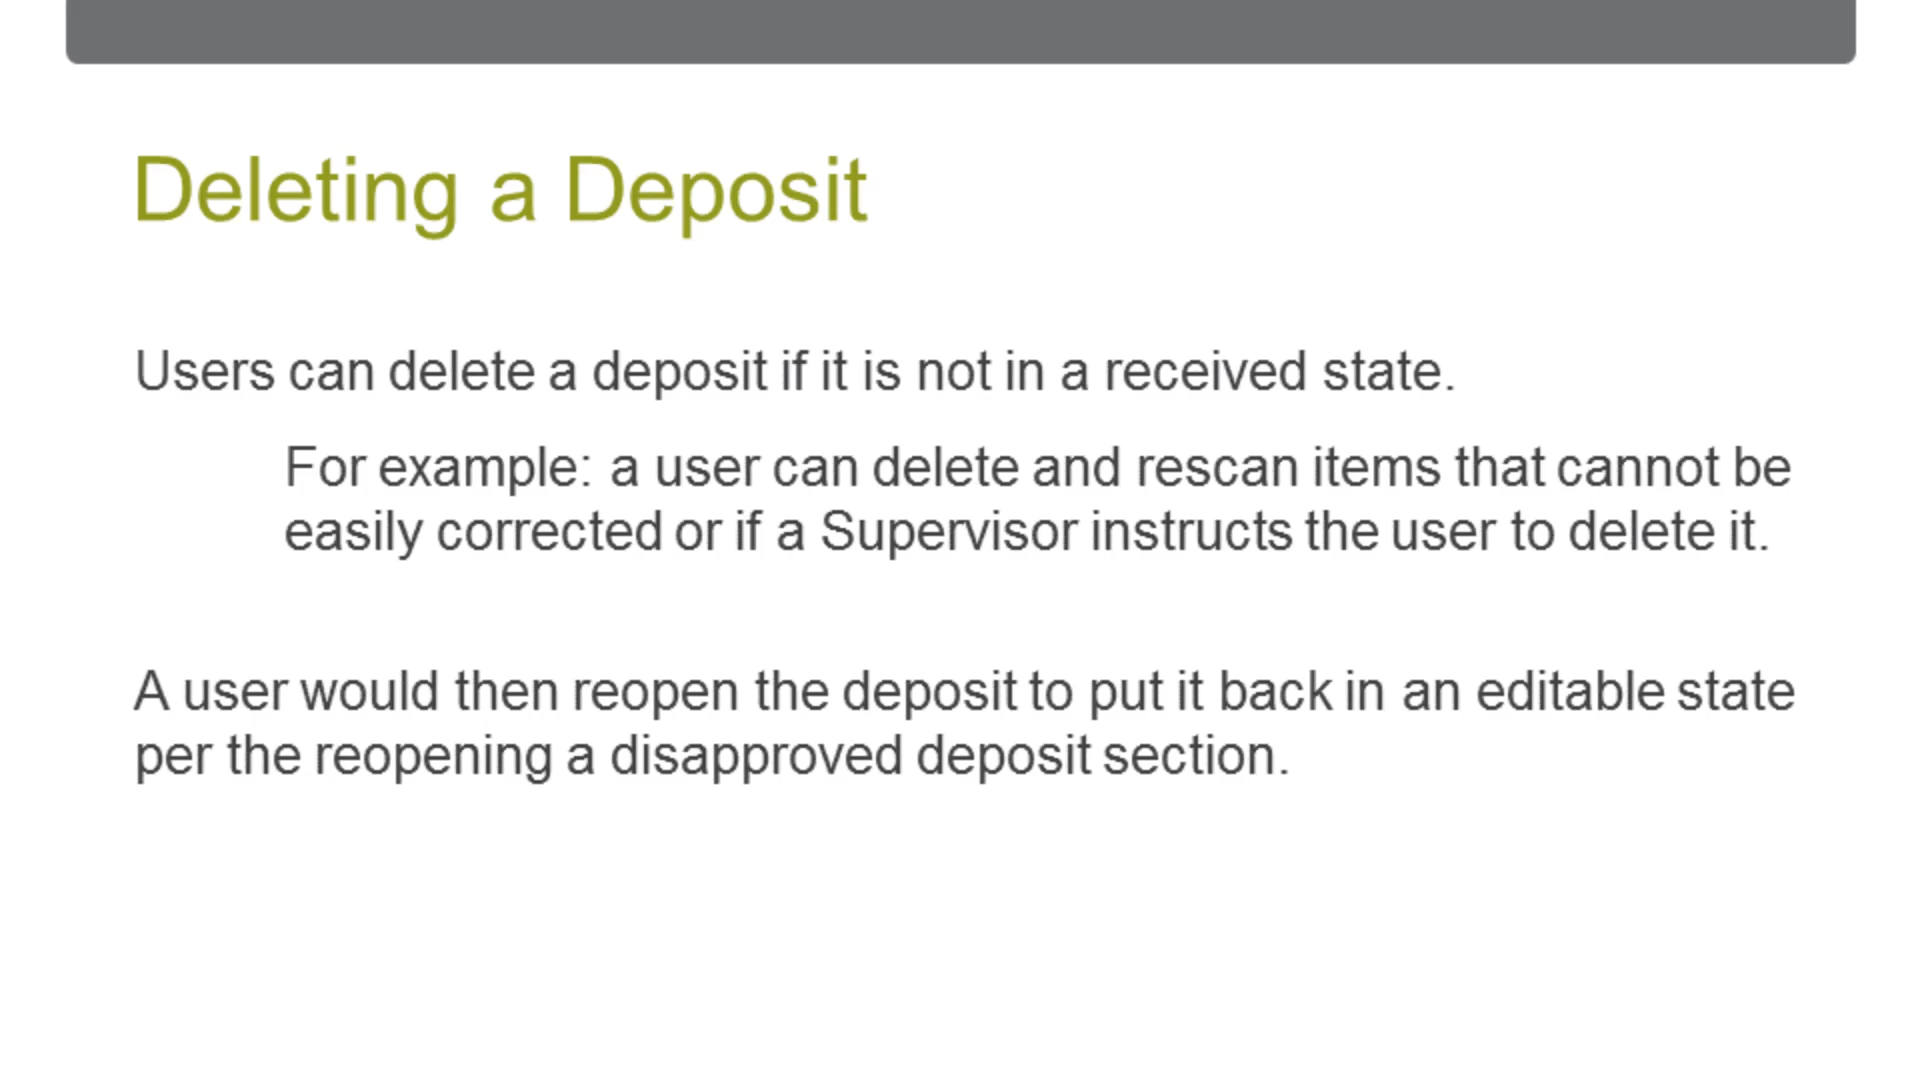 Deleting a Deposit
Users can delete a deposit if it is not in a received state.
For example: a user can delete and rescan items that cannot be
easily corrected or if a Supervisor instructs the user to delete it.
A user would then reopen the deposit to put it back in an editable state
per the reopening a disapproved deposit section.